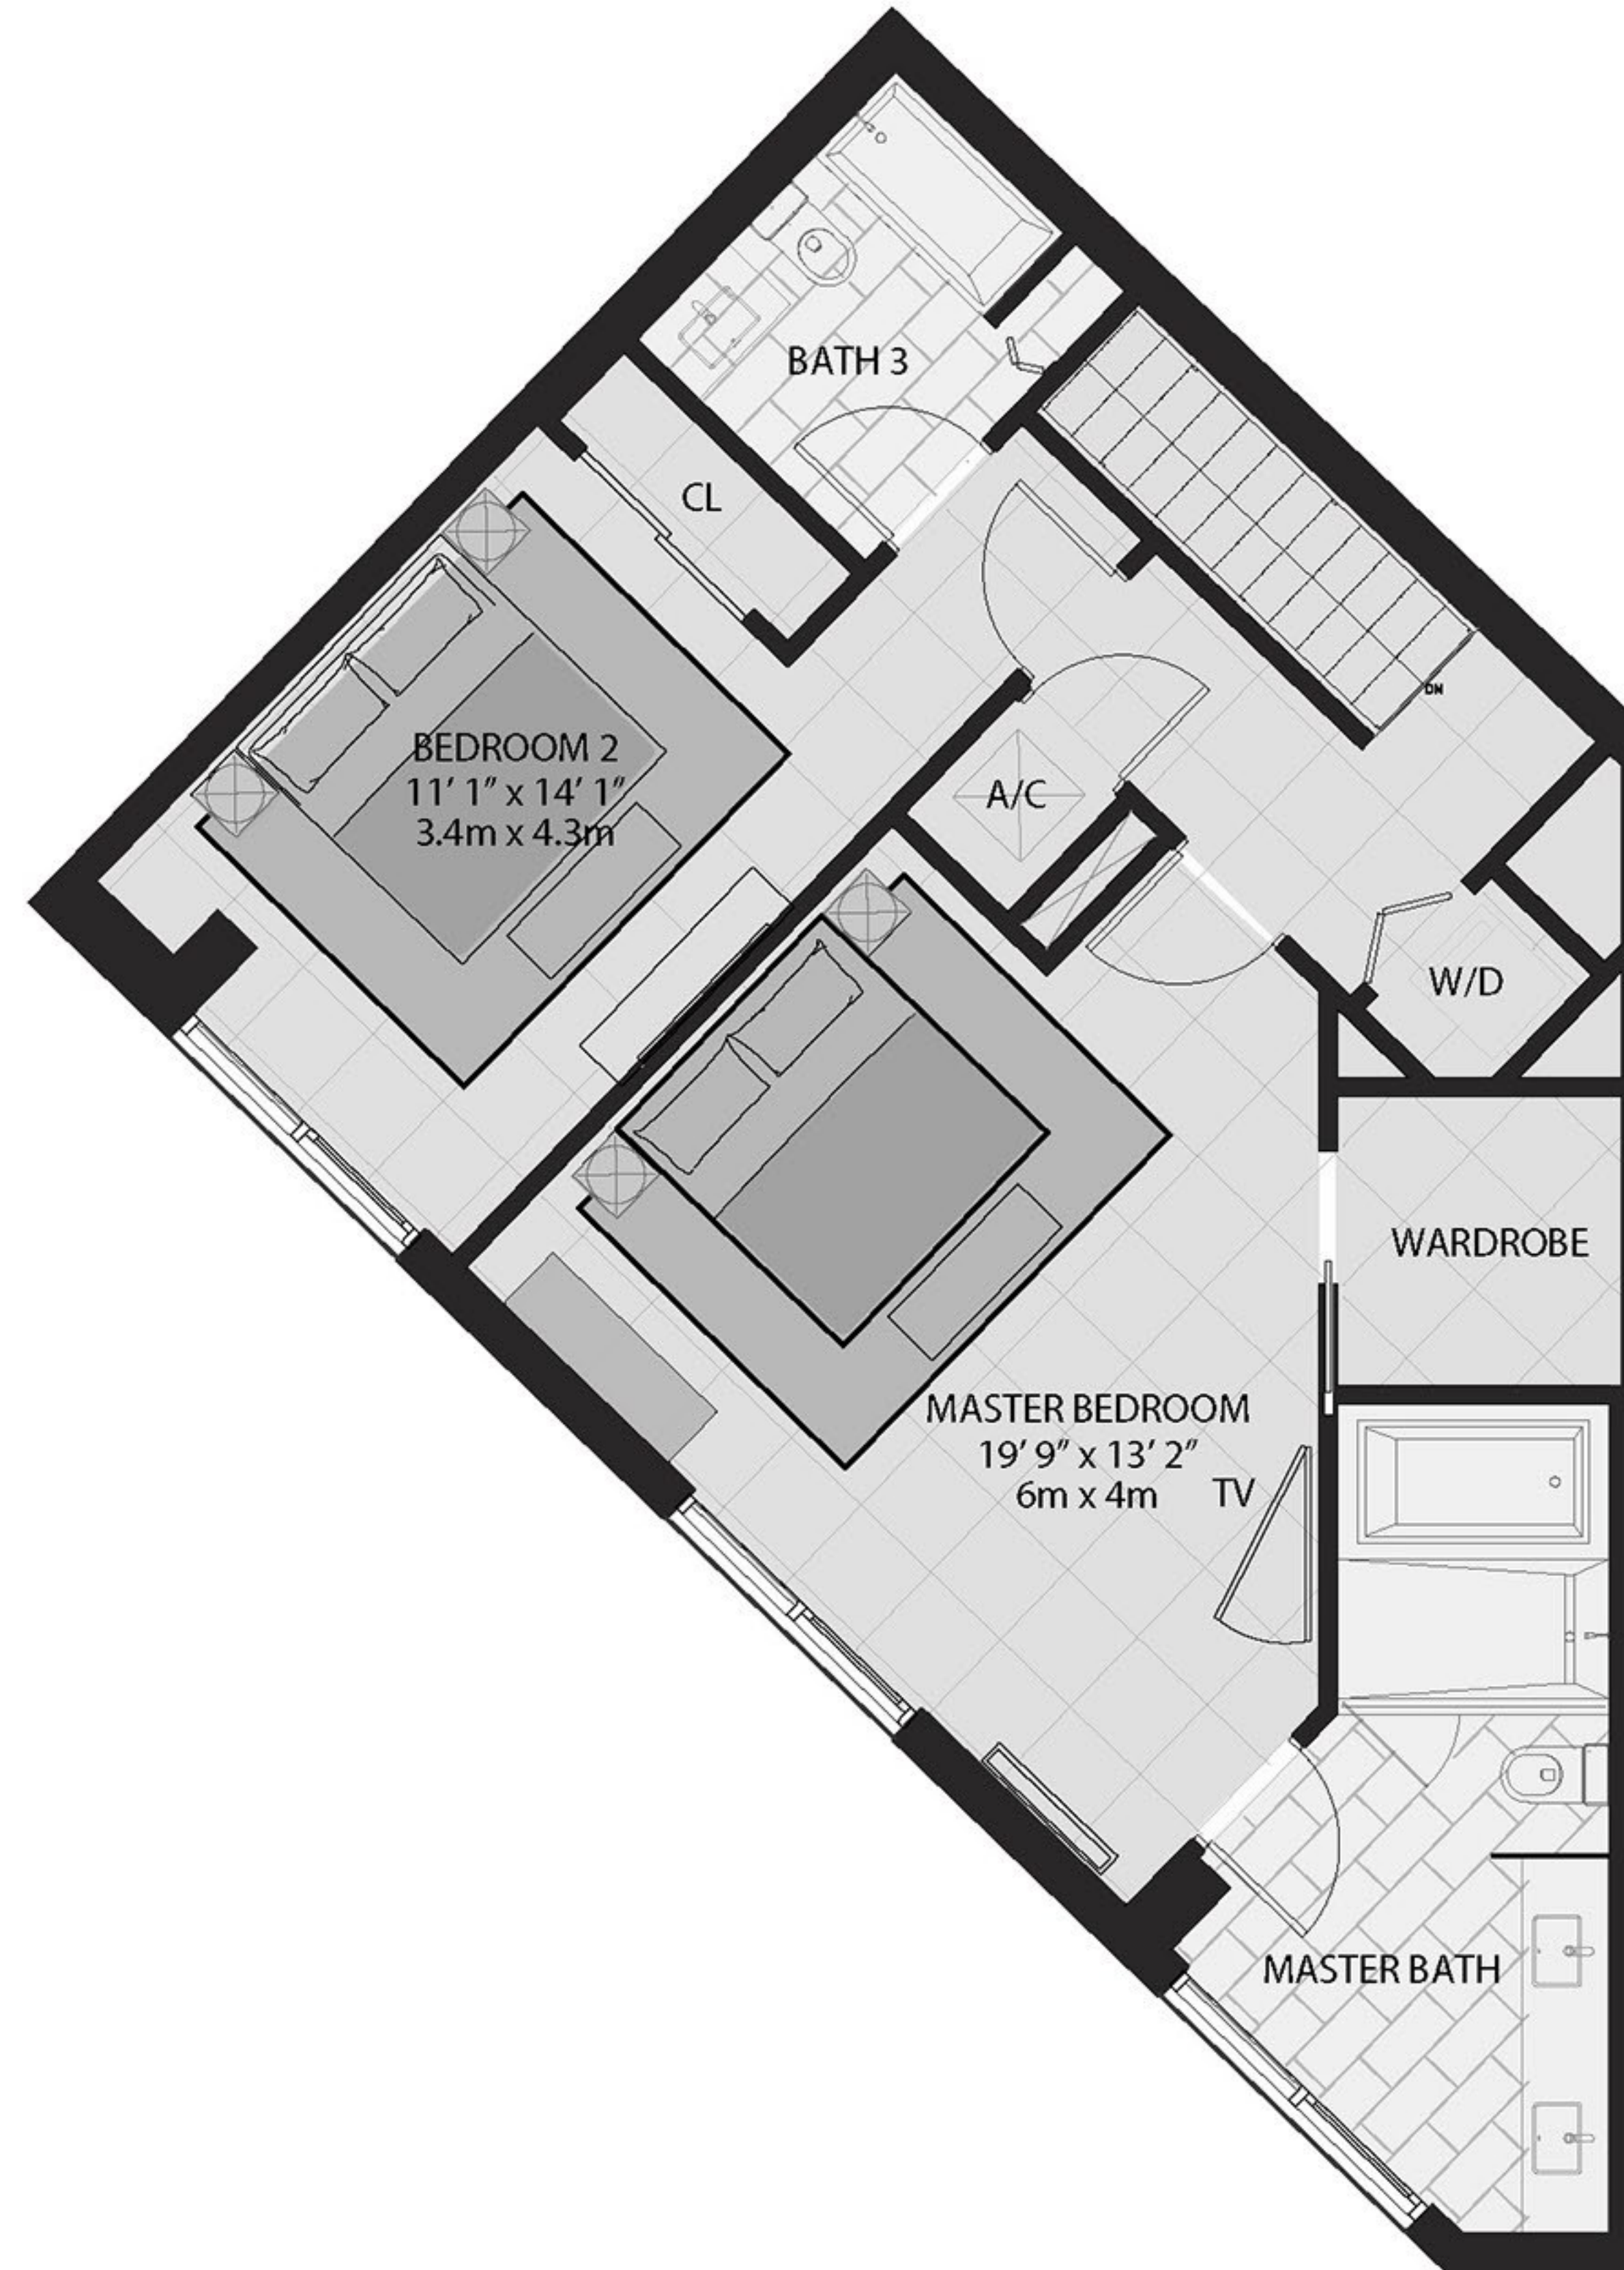 BATH 3
CL
DN
BEDROOM 2
11' 1" x 14' 1"
3.4m x 4.3m
A/C
W/D
WARDROBE
MASTER BEDROOM
19' 9" x 13' 2"
6m x 4m
TV
MASTER BATH